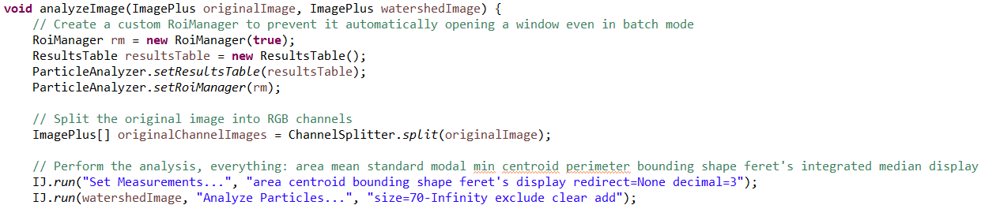 void analyzeImage(ImagePlus originalImage, ImagePlus watershedImage) {
    // Create a custom RoiManager to prevent it automatically opening a window even in batch mode
    RoiManager rm = new RoiManager(true);
    ResultsTable resultsTable = new ResultsTable();
    ParticleAnalyzer.setResultsTable(resultsTable);
    ParticleAnalyzer.setRoiManager(rm);

    // Split the original image into RGB channels
    ImagePlus[] originalChannelImages = ChannelSplitter.split(originalImage);

    // Perform the analysis, everything: area mean standard modal min centroid perimeter bounding shape feret's integrated median display
    IJ.run("Set Measurements...", "area centroid bounding shape feret's display redirect=None decimal=3");
    IJ.run(watershedImage, "Analyze Particles...", "size=70-Infinity exclude clear add");